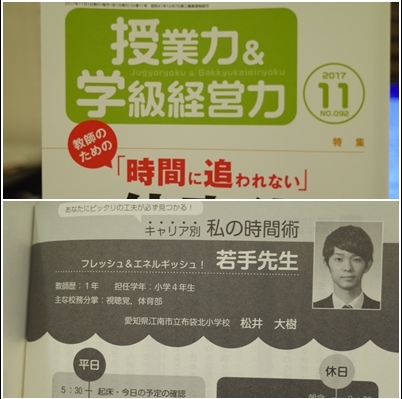 授業力&
Jugyoryoku & Gakkyukeieiryoku
学級経営力
2017
11
NO.092
特集
教師の
ための
「時間に追われない」
あなたにピッタリの工夫が必ず見つかる!
キャリア別 私の時間術
フレッシュ&エネルギッシュ! 若手先生
教師歴:1年 担任学年:小学4年生
主な校務分掌:視聴覚、体育部
愛知県江南市立布袋北小学校 松井 大樹
平日
休日
5:30― 起床・今日の予定の確認